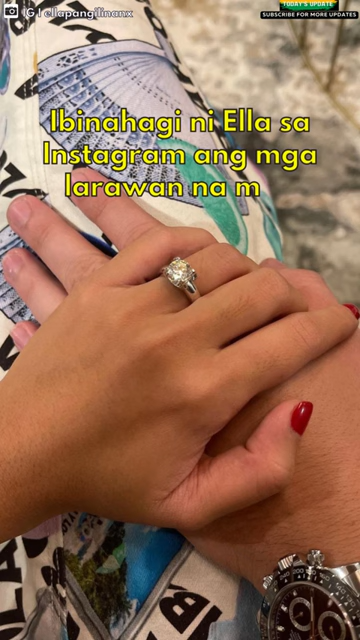 IG | ellapangilinanx
TODAY'S UPDATE
SUBSCRIBE FOR MORE UPDATES
Ibinahagi ni Ella sa
Instagram ang mga
larawan na m